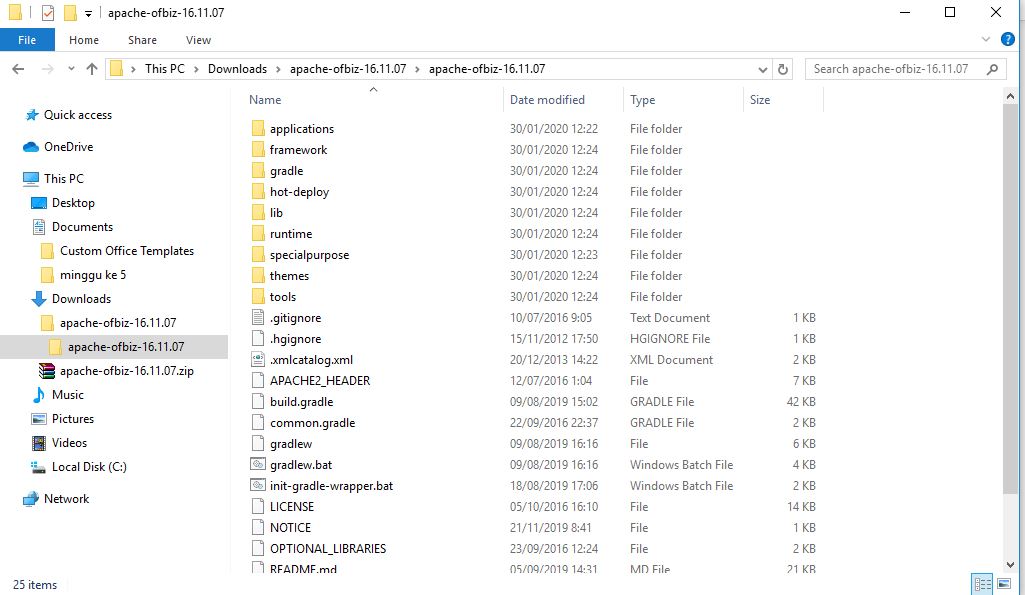 apache-ofbiz-16.11.07
File Home Share View
This PC Downloads apache-ofbiz-16.11.07 apache-ofbiz-16.11.07 Search apache-ofbiz-16.11.07
Quick access
OneDrive
This PC
Desktop
Documents
Custom Office Templates
minggu ke 5
Downloads
apache-ofbiz-16.11.07
apache-ofbiz-16.11.07
apache-ofbiz-16.11.07.zip
Music
Pictures
Videos
Local Disk (C:)
Network
Name Date modified Type Size
applications 30/01/2020 12:22 File folder
framework 30/01/2020 12:24 File folder
gradle 30/01/2020 12:24 File folder
hot-deploy 30/01/2020 12:24 File folder
lib 30/01/2020 12:24 File folder
runtime 30/01/2020 12:24 File folder
specialpurpose 30/01/2020 12:23 File folder
themes 30/01/2020 12:24 File folder
tools 30/01/2020 12:24 File folder
.gitignore 10/07/2016 9:05 Text Document 1 KB
.hgignore 15/11/2012 17:50 HGIGNORE File 1 KB
.xmlcatalog.xml 20/12/2013 14:22 XML Document 2 KB
APACHE2_HEADER 12/07/2016 1:04 File 7 KB
build.gradle 09/08/2019 15:02 GRADLE File 42 KB
common.gradle 22/09/2016 22:37 GRADLE File 2 KB
gradlew 09/08/2019 16:16 File 6 KB
gradlew.bat 09/08/2019 16:16 Windows Batch File 4 KB
init-gradle-wrapper.bat 18/08/2019 17:06 Windows Batch File 2 KB
LICENSE 05/10/2016 16:10 File 14 KB
NOTICE 21/11/2019 8:41 File 1 KB
OPTIONAL_LIBRARIES 23/09/2016 12:24 File 2 KB
README.md 05/09/2019 14:31 MD File 21 KB
25 items